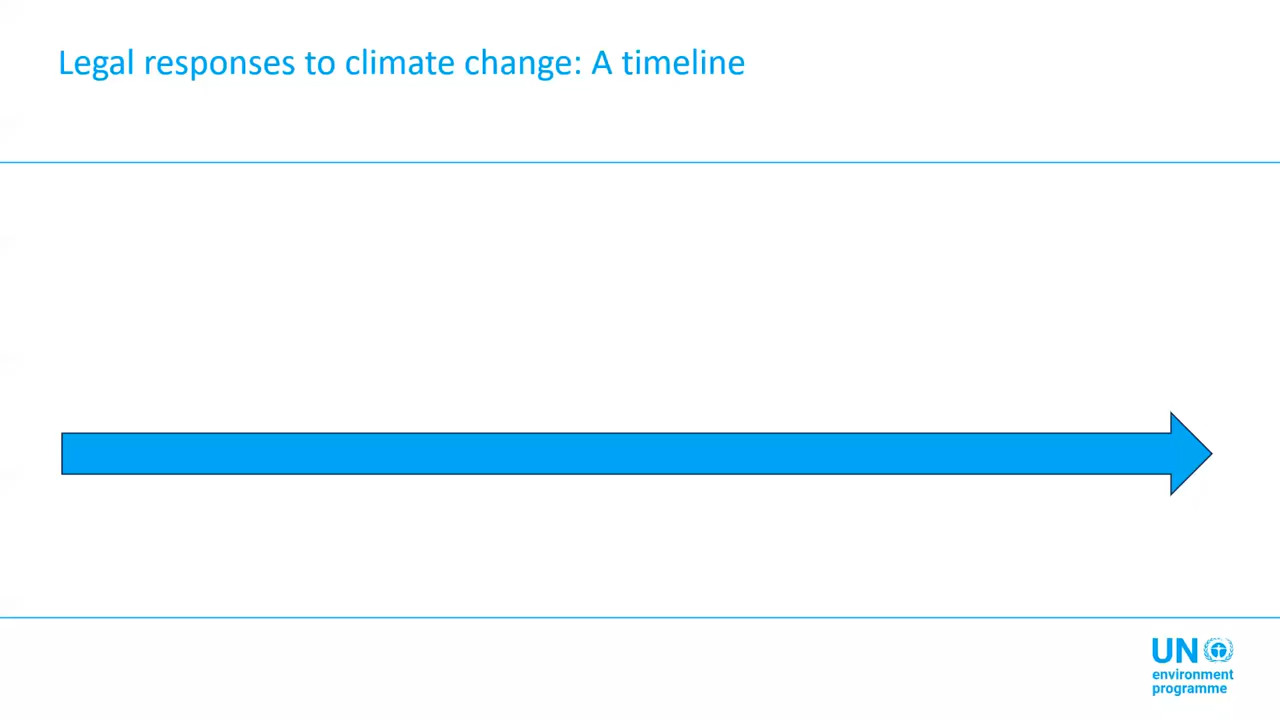 Legal responses to climate change: A timeline
UN
environment
programme